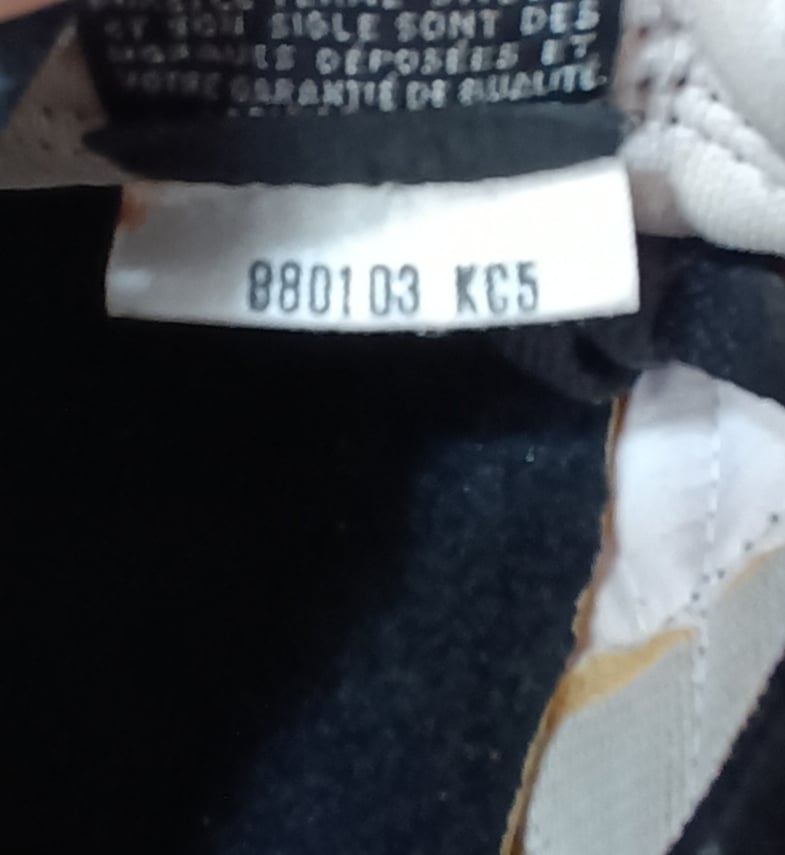 ET SON SIGLE SONT DES
MARQUES DÉPOSÉES ET
VOTRE GARANTIE DE QUALITÉ.
880103 KC5